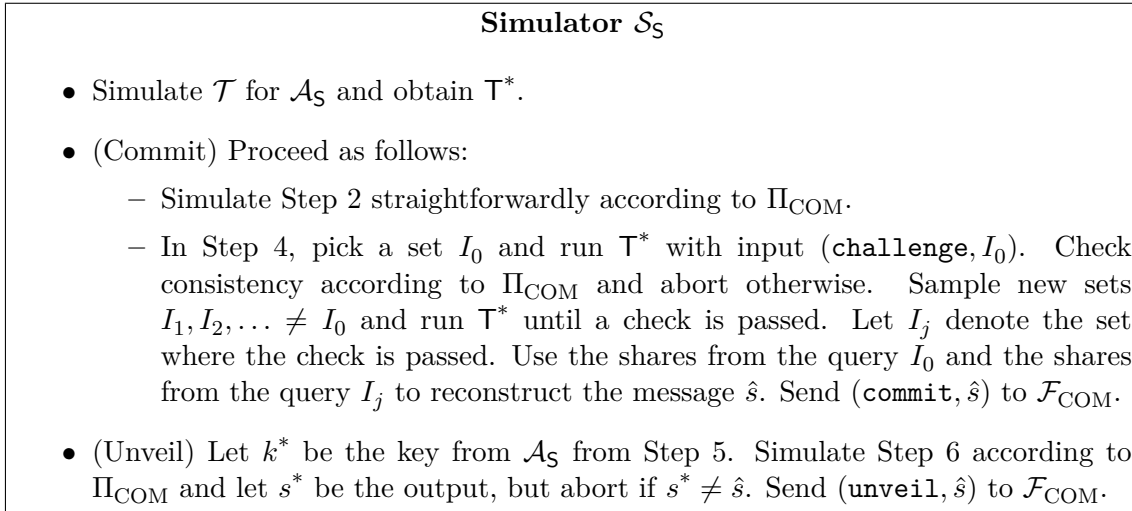 Simulator 𝒮_S
• Simulate 𝒯 for 𝒜_S and obtain T*.
• (Commit) Proceed as follows:
– Simulate Step 2 straightforwardly according to Π_COM.
– In Step 4, pick a set I_0 and run T* with input (challenge, I_0). Check
consistency according to Π_COM and abort otherwise. Sample new sets
I_1, I_2, … ≠ I_0 and run T* until a check is passed. Let I_j denote the set
where the check is passed. Use the shares from the query I_0 and the shares
from the query I_j to reconstruct the message ŝ. Send (commit, ŝ) to ℱ_COM.
• (Unveil) Let k* be the key from 𝒜_S from Step 5. Simulate Step 6 according to
Π_COM and let s* be the output, but abort if s* ≠ ŝ. Send (unveil, ŝ) to ℱ_COM.